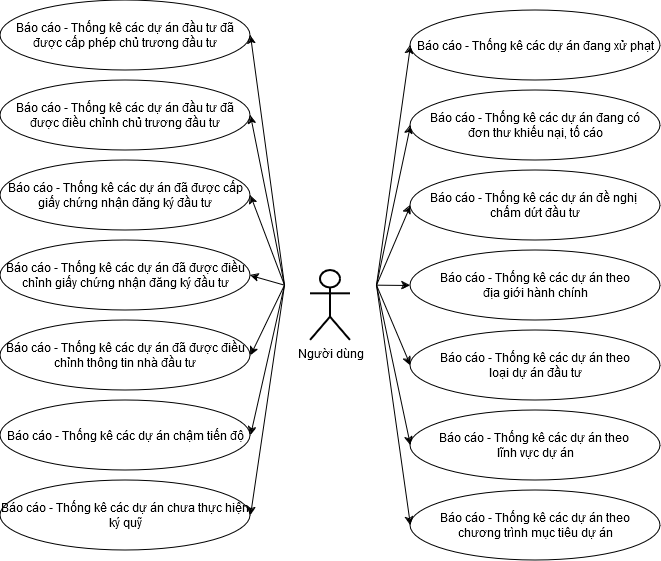 Báo cáo - Thống kê các dự án đầu tư đã
được cấp phép chủ trương đầu tư
Báo cáo - Thống kê các dự án đầu tư đã
được điều chỉnh chủ trương đầu tư
Báo cáo - Thống kê các dự án đã được cấp
giấy chứng nhận đăng ký đầu tư
Báo cáo - Thống kê các dự án đã được điều
chỉnh giấy chứng nhận đăng ký đầu tư
Báo cáo - Thống kê các dự án đã được điều
chỉnh thông tin nhà đầu tư
Báo cáo - Thống kê các dự án chậm tiến độ
Báo cáo - Thống kê các dự án chưa thực hiện
ký quỹ
Người dùng
Báo cáo - Thống kê các dự án đang xử phạt
Báo cáo - Thống kê các dự án đang có
đơn thư khiếu nại, tố cáo
Báo cáo - Thống kê các dự án đề nghị
chấm dứt đầu tư
Báo cáo - Thống kê các dự án theo
địa giới hành chính
Báo cáo - Thống kê các dự án theo
loại dự án đầu tư
Báo cáo - Thống kê các dự án theo
lĩnh vực dự án
Báo cáo - Thống kê các dự án theo
chương trình mục tiêu dự án